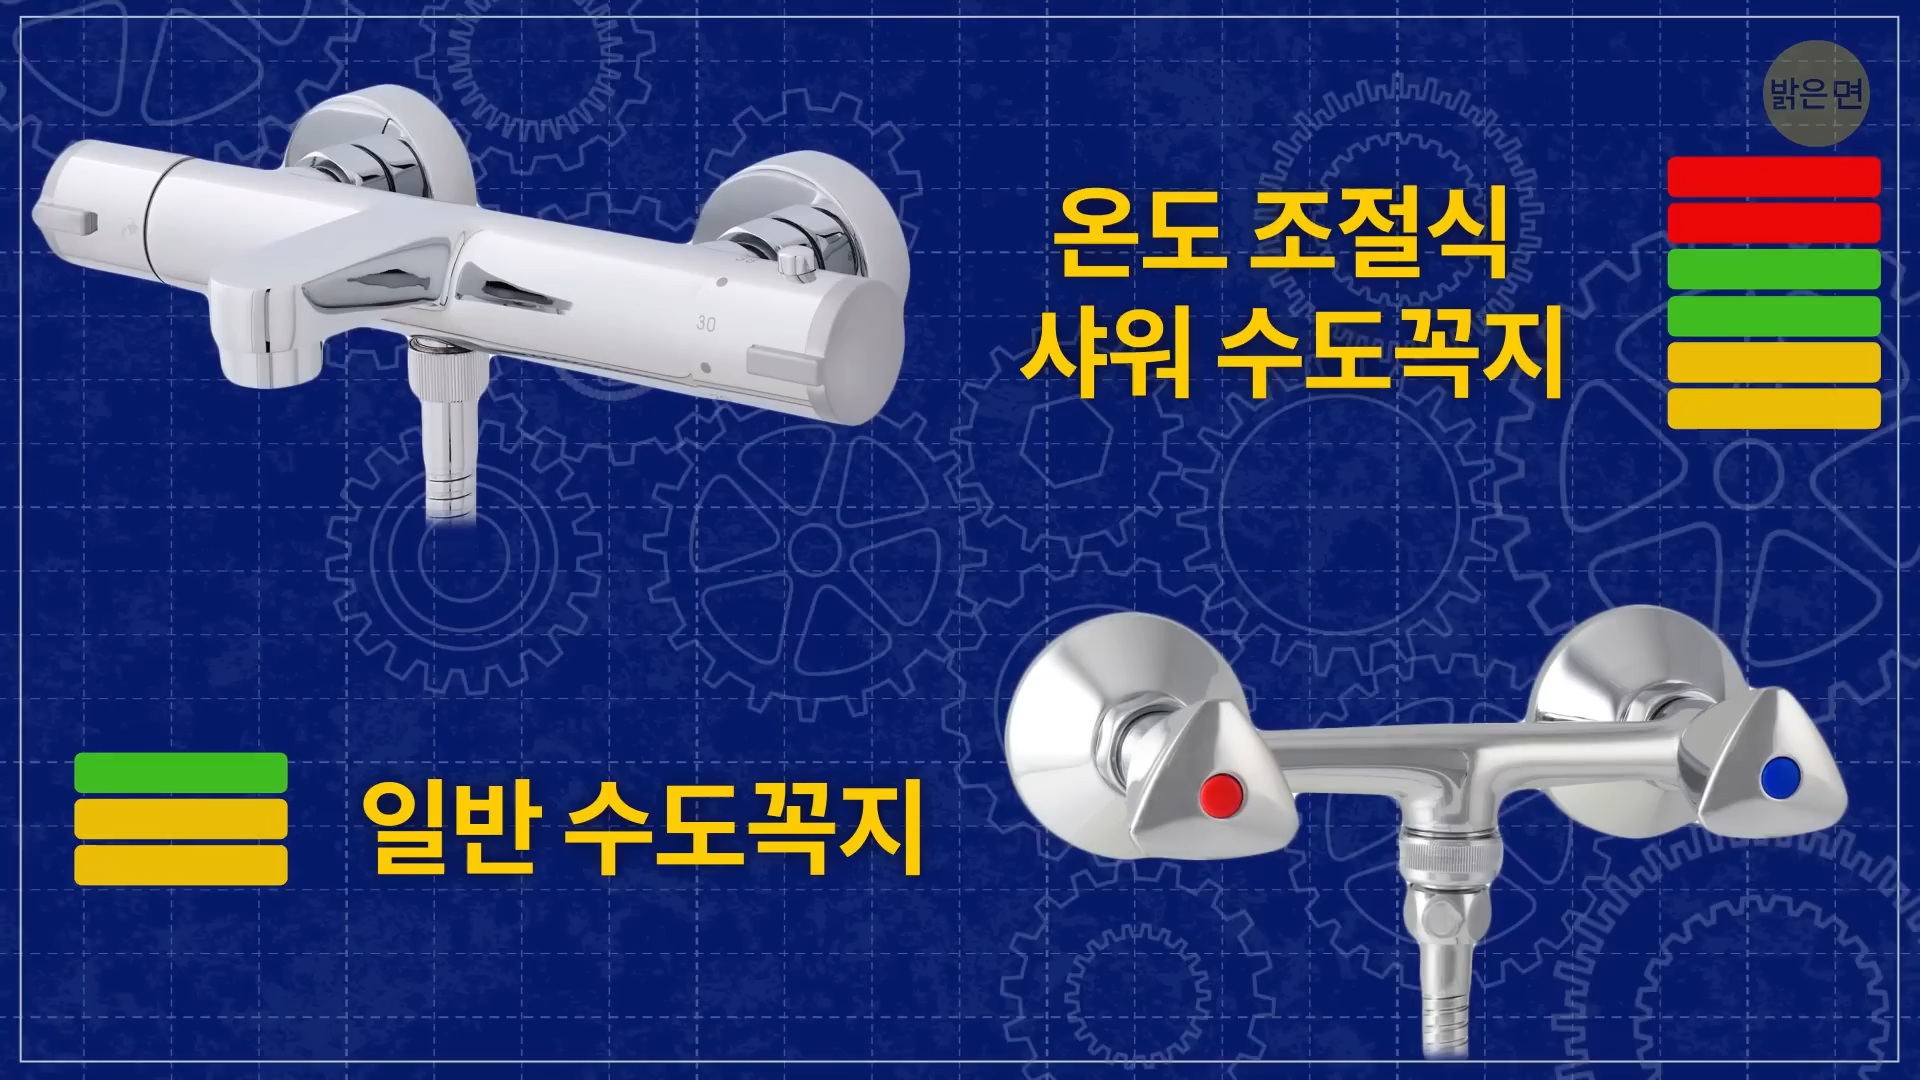 밝은면
온도 조절식
샤워 수도꼭지
30
일반 수도꼭지